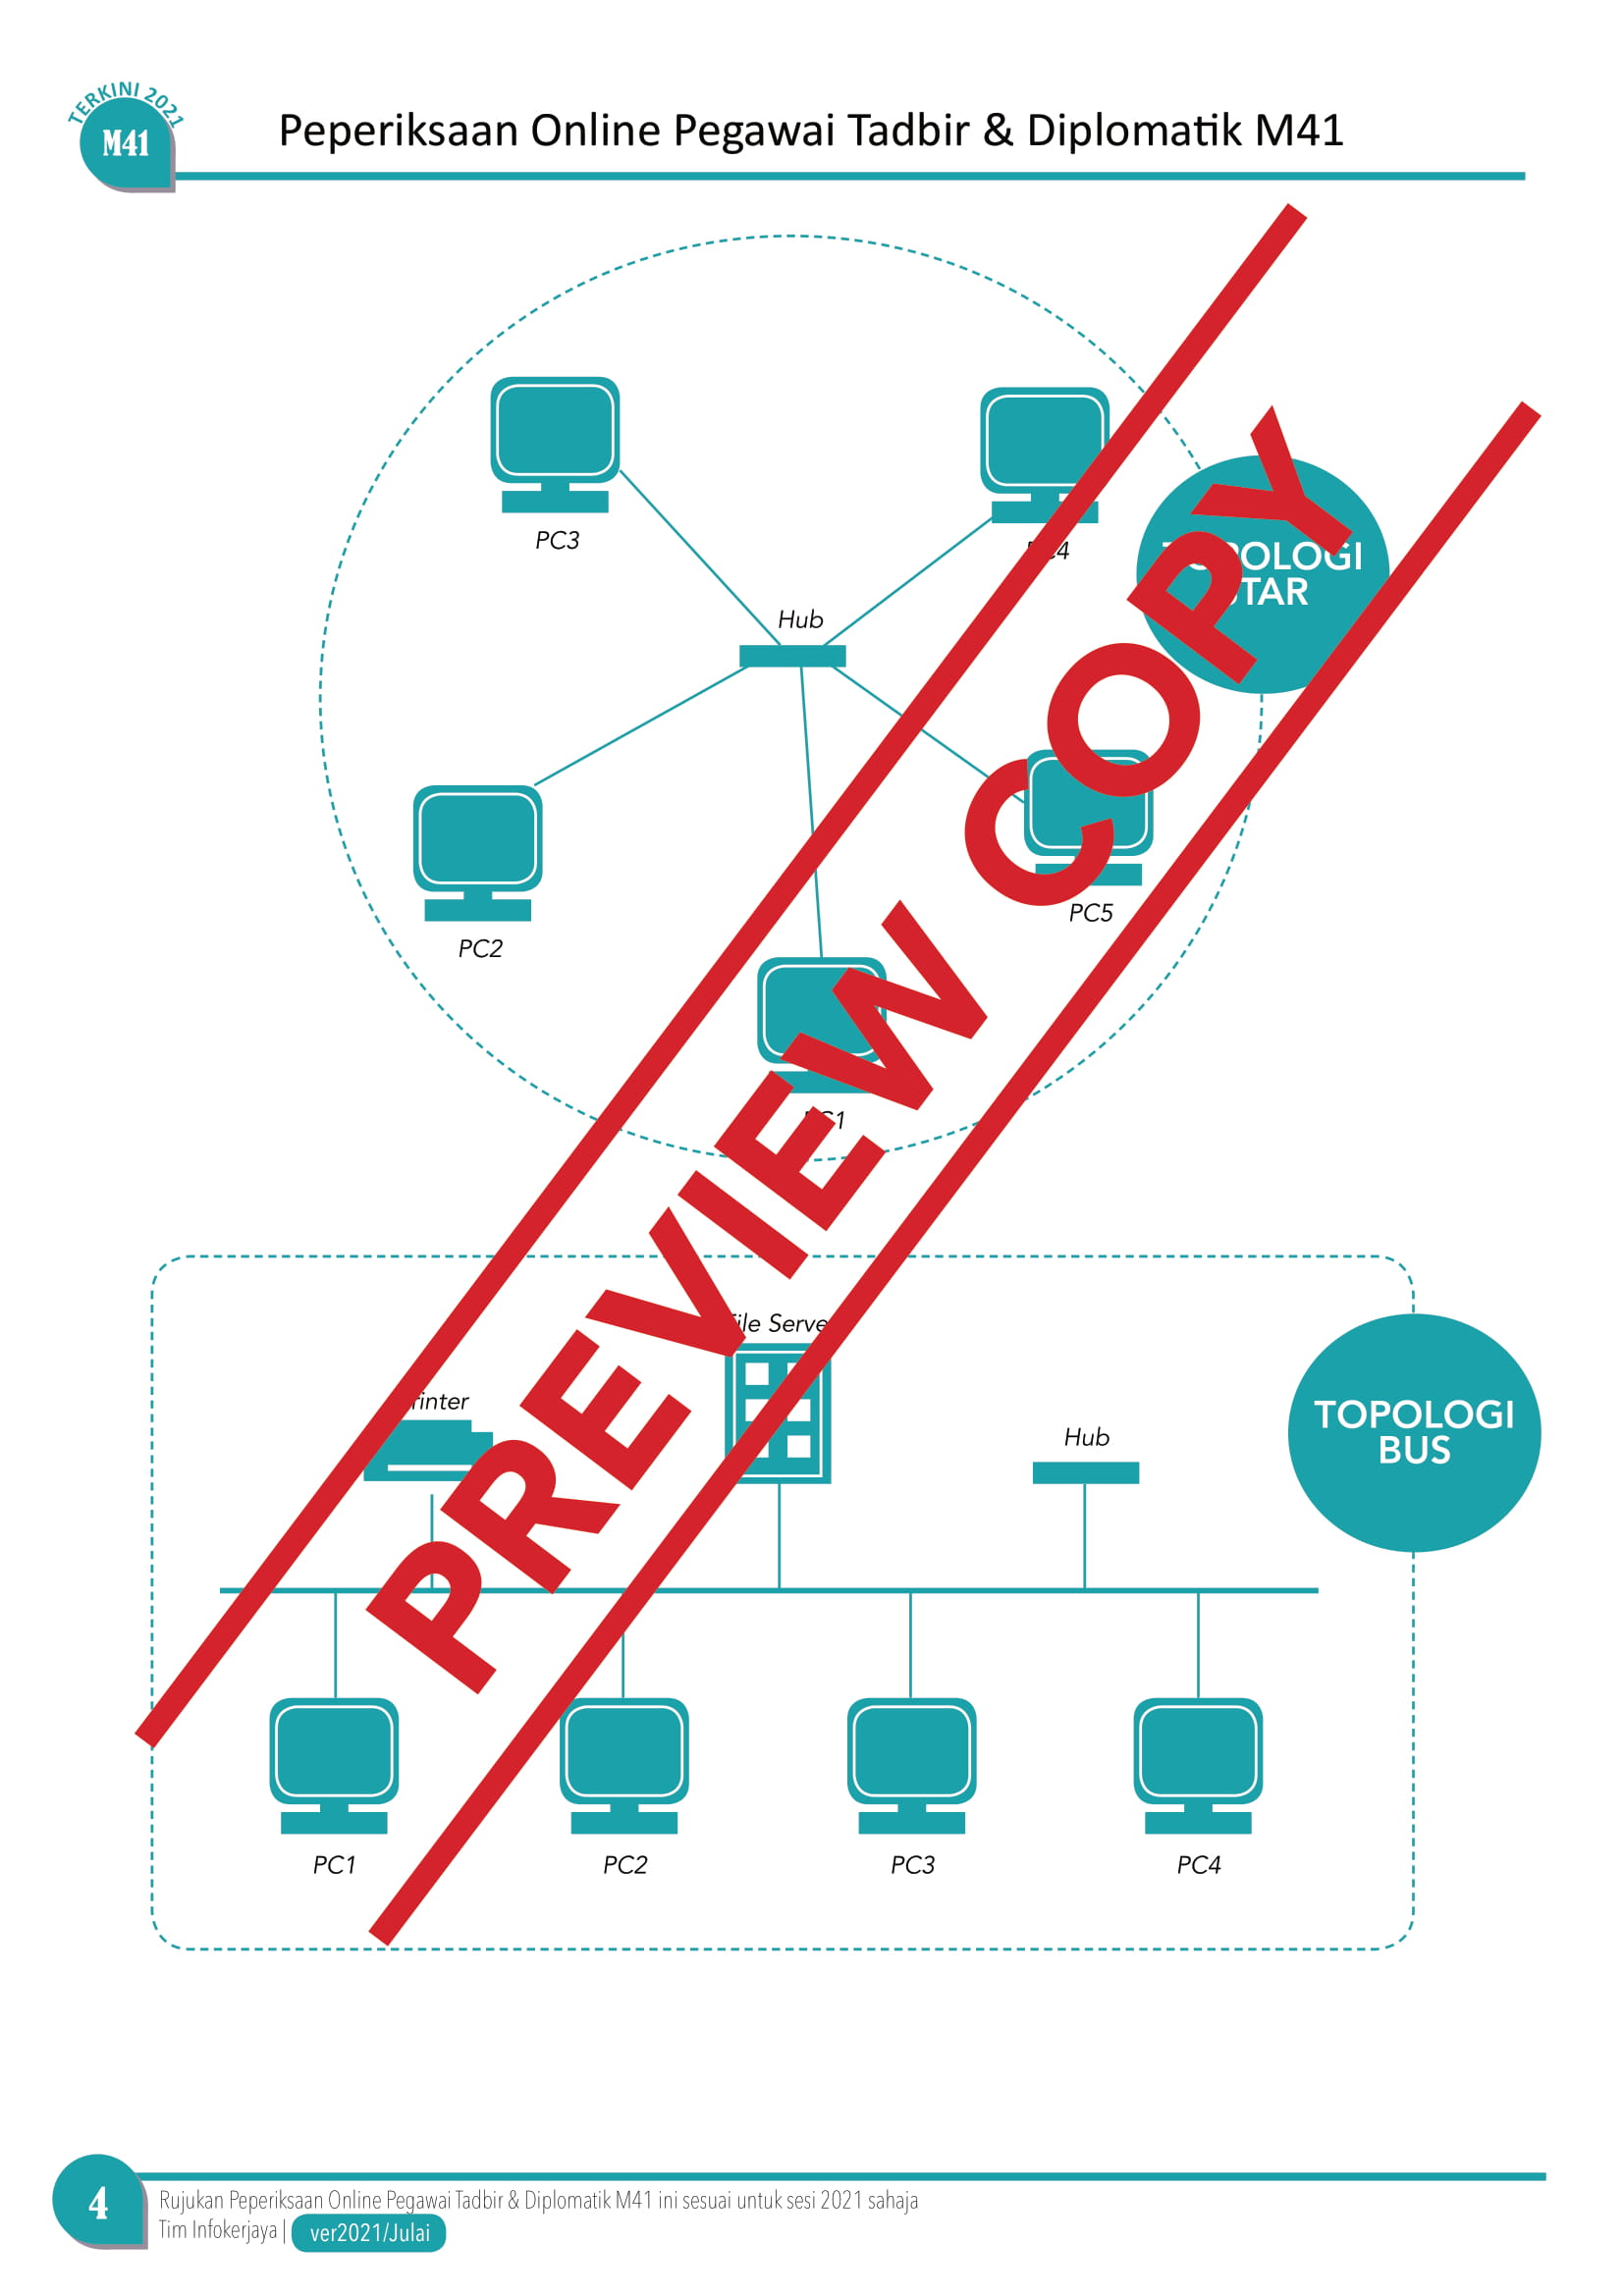 TERKINI 2021
M41
Peperiksaan Online Pegawai Tadbir & Diplomatik M41
PC3
PC4
TOPOLOGI
STAR
Hub
PC2
PC5
PC1
PREVIEW COPY
File Server
Printer
Hub
TOPOLOGI
BUS
PC1
PC2
PC3
PC4
4
Rujukan Peperiksaan Online Pegawai Tadbir & Diplomatik M41 ini sesuai untuk sesi 2021 sahaja
Tim Infokerjaya | ver2021/Julai